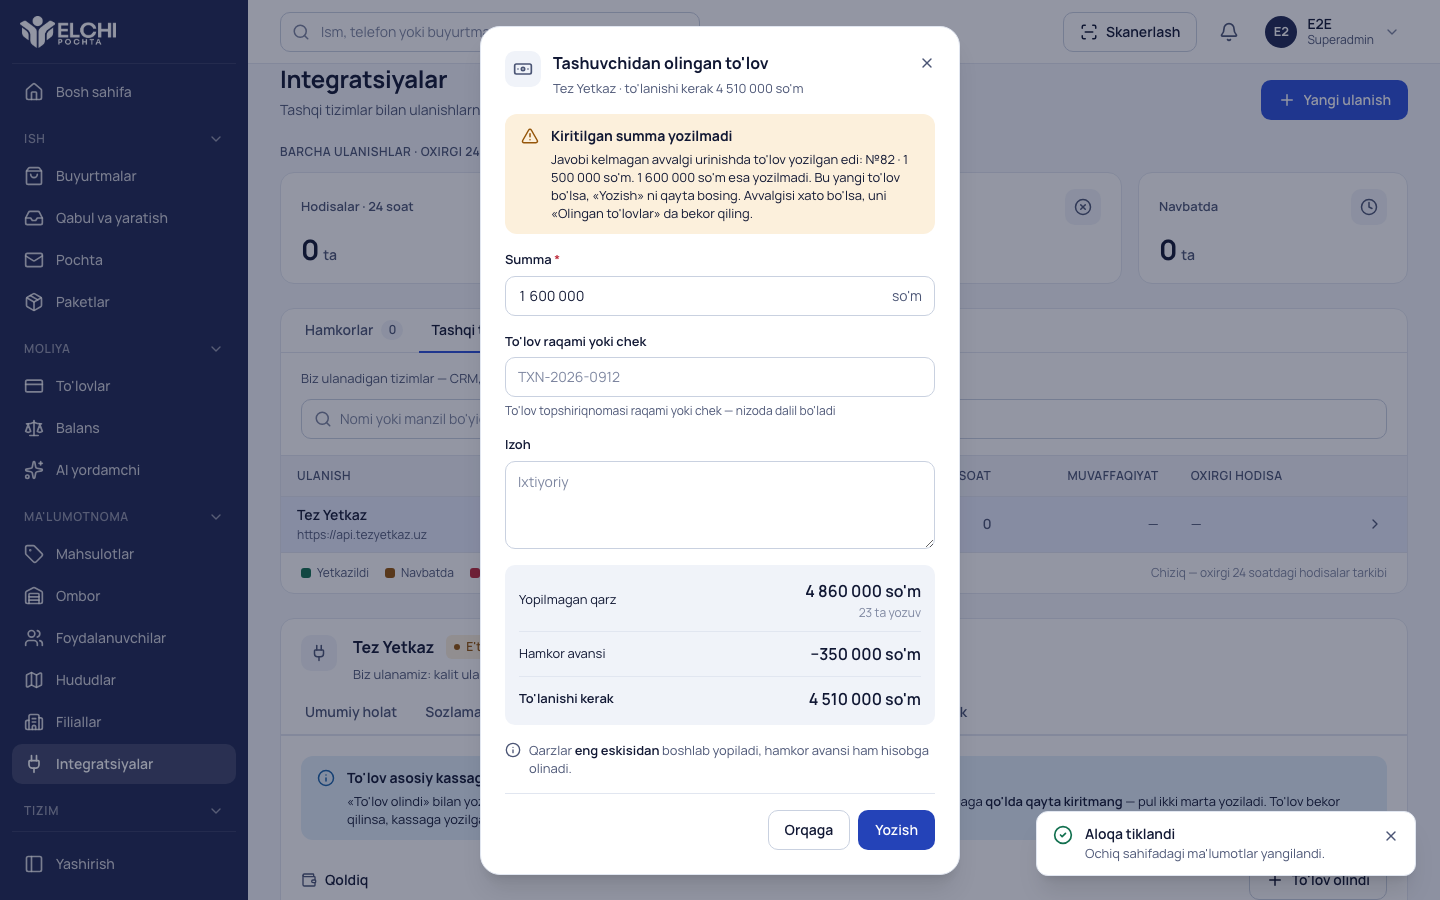 ELCHI
POCHTA
Bosh sahifa
ISH
Buyurtmalar
Qabul va yaratish
Pochta
Paketlar
MOLIYA
To'lovlar
Balans
AI yordamchi
MA'LUMOTNOMA
Mahsulotlar
Ombor
Foydalanuvchilar
Hududlar
Filiallar
Integratsiyalar
TIZIM
Yashirish
Ism, telefon yoki buyurtma
Skanerlash
E2
E2E
Superadmin
Integratsiyalar
Tashqi tizimlar bilan ulanishlarn
Yangi ulanish
BARCHA ULANISHLAR · OXIRGI 24
Hodisalar · 24 soat
0 ta
Navbatda
0 ta
Hamkorlar 0
Tashqi t
Biz ulanadigan tizimlar — CRM,
Nomi yoki manzil bo'yi
ULANISH
SOAT
MUVAFFAQIYAT
OXIRGI HODISA
Tez Yetkaz
https://api.tezyetkaz.uz
0
—
—
Yetkazildi
Navbatda
Chiziq — oxirgi 24 soatdagi hodisalar tarkibi
Tez Yetkaz
E't
Biz ulanamiz: kalit ula
Umumiy holat
Sozlama
k
To'lov asosiy kassag
«To'lov olindi» bilan yoz
aga qo'lda qayta kiritmang — pul ikki marta yoziladi. To'lov bekor
qilinsa, kassaga yozilga
Qoldiq
To'lov olindi
Tashuvchidan olingan to'lov
Tez Yetkaz · to'lanishi kerak 4 510 000 so'm
Kiritilgan summa yozilmadi
Javobi kelmagan avvalgi urinishda to'lov yozilgan edi: №82 · 1
500 000 so'm. 1 600 000 so'm esa yozilmadi. Bu yangi to'lov
bo'lsa, «Yozish» ni qayta bosing. Avvalgisi xato bo'lsa, uni
«Olingan to'lovlar» da bekor qiling.
Summa *
1 600 000
so'm
To'lov raqami yoki chek
TXN-2026-0912
To'lov topshiriqnomasi raqami yoki chek — nizoda dalil bo'ladi
Izoh
Ixtiyoriy
Yopilmagan qarz
4 860 000 so'm
23 ta yozuv
Hamkor avansi
−350 000 so'm
To'lanishi kerak
4 510 000 so'm
Qarzlar eng eskisidan boshlab yopiladi, hamkor avansi ham hisobga
olinadi.
Orqaga
Yozish
Aloqa tiklandi
Ochiq sahifadagi ma'lumotlar yangilandi.